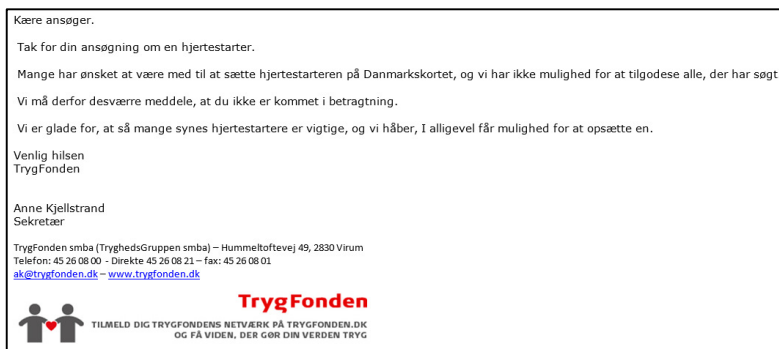 Kære ansøger.
Tak for din ansøgning om en hjertestarter.
Mange har ønsket at være med til at sætte hjertestarteren på Danmarkskortet, og vi har ikke mulighed for at tilgodese alle, der har søgt
Vi må derfor desværre meddele, at du ikke er kommet i betragtning.
Vi er glade for, at så mange synes hjertestartere er vigtige, og vi håber, I alligevel får mulighed for at opsætte en.
Venlig hilsen
TrygFonden
Anne Kjellstrand
Sekretær
TrygFonden smba (TryghedsGruppen smba) – Hummeltoftevej 49, 2830 Virum
Telefon: 45 26 08 00 - Direkte 45 26 08 21 – fax: 45 26 08 01
ak@trygfonden.dk – www.trygfonden.dk
TrygFonden
TILMELD DIG TRYGFONDENS NETVÆRK PÅ TRYGFONDEN.DK
OG FÅ VIDEN, DER GØR DIN VERDEN TRYG